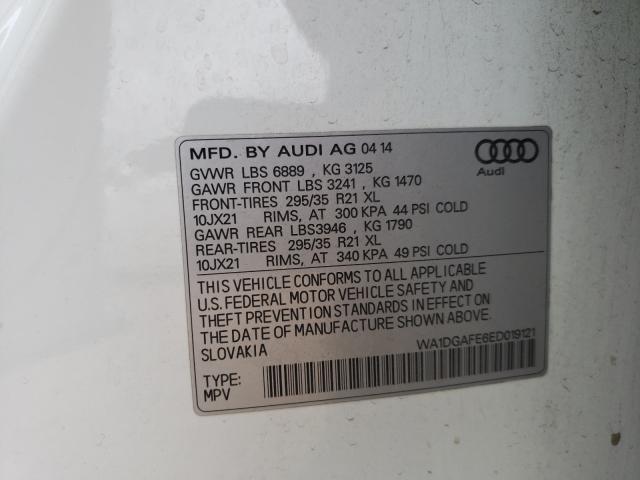 MFD. BY AUDI AG 04 14
Audi
GVWR LBS 6889 , KG 3125
GAWR FRONT LBS 3241 , KG 1470
FRONT-TIRES 295/35 R21 XL
10JX21 RIMS, AT 300 KPA 44 PSI COLD
GAWR REAR LBS3946 , KG 1790
REAR-TIRES 295/35 R21 XL
10JX21 RIMS, AT 340 KPA 49 PSI COLD
THIS VEHICLE CONFORMS TO ALL APPLICABLE
U.S. FEDERAL MOTOR VEHICLE SAFETY AND
THEFT PREVENTION STANDARDS IN EFFECT ON
THE DATE OF MANUFACTURE SHOWN ABOVE.
SLOVAKIA
WA1DGAFE6ED019121
TYPE:
MPV